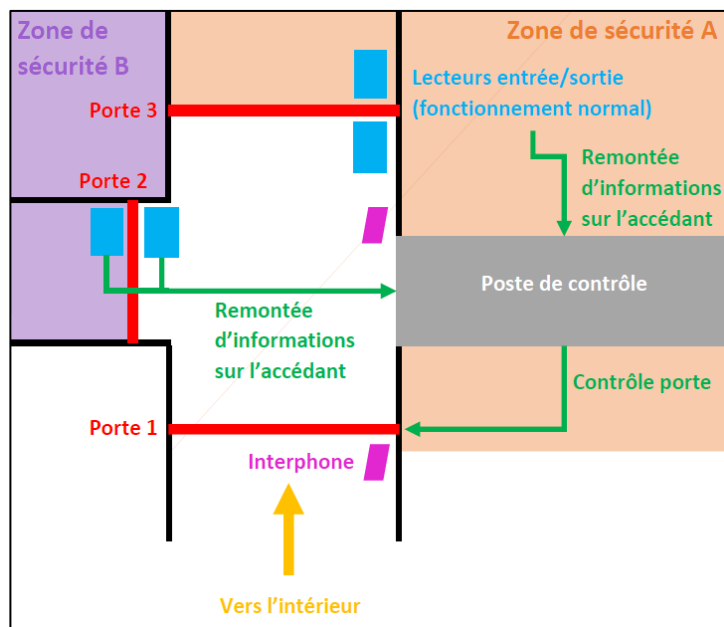 Zone de
sécurité B
Zone de sécurité A
Lecteurs entrée/sortie
(fonctionnement normal)
Porte 3
Remontée
d’informations
sur l’accédant
Porte 2
Poste de contrôle
Remontée
d’informations
sur l’accédant
Contrôle porte
Porte 1
Interphone
Vers l’intérieur